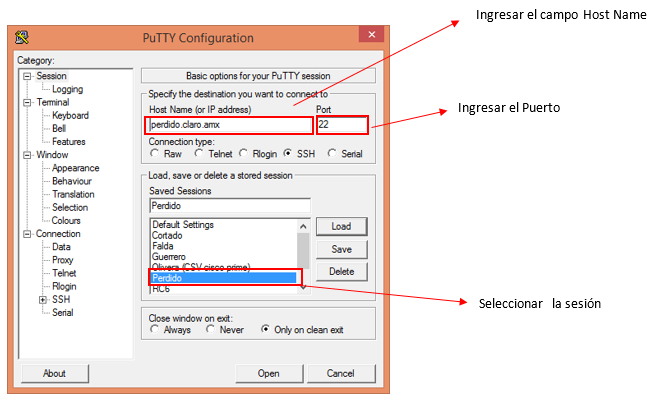 Ingresar el campo Host Name
PuTTY Configuration
Category:
Session
Logging
Terminal
Keyboard
Bell
Features
Window
Appearance
Behaviour
Translation
Selection
Colours
Connection
Data
Proxy
Telnet
Rlogin
SSH
Serial
Basic options for your PuTTY session
Specify the destination you want to connect to
Host Name (or IP address) Port
perdido.claro.amx 22
Ingresar el Puerto
Connection type:
Raw Telnet Rlogin SSH Serial
Load, save or delete a stored session
Saved Sessions
Perdido
Default Settings
Cortado
Falda
Guerrero
Olivera (CSV cisco prime)
Perdido
RC6
Load
Save
Delete
Seleccionar la sesión
Close window on exit:
Always Never Only on clean exit
About Open Cancel